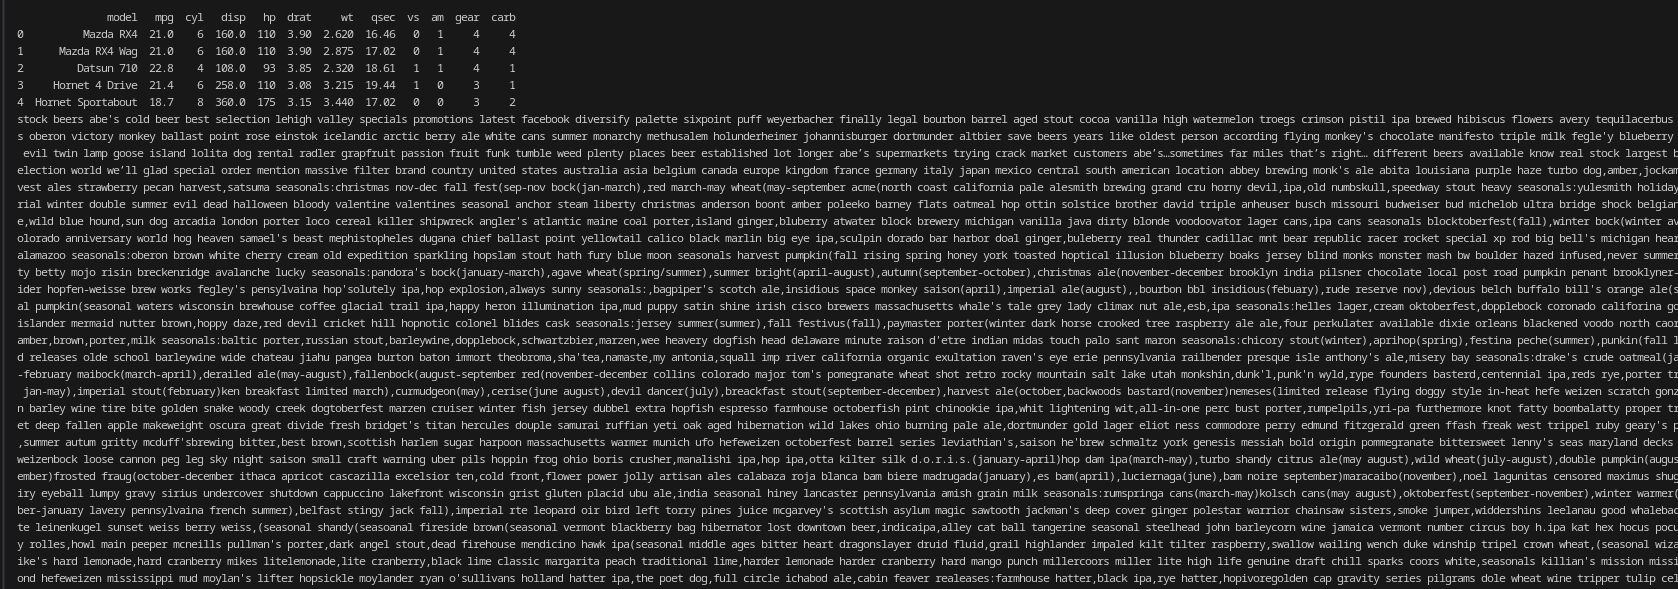 model mpg cyl disp hp drat wt qsec vs am gear carb
0 Mazda RX4 21.0 6 160.0 110 3.90 2.620 16.46 0 1 4 4
1 Mazda RX4 Wag 21.0 6 160.0 110 3.90 2.875 17.02 0 1 4 4
2 Datsun 710 22.8 4 108.0 93 3.85 2.320 18.61 1 1 4 1
3 Hornet 4 Drive 21.4 6 258.0 110 3.08 3.215 19.44 1 0 3 1
4 Hornet Sportabout 18.7 8 360.0 175 3.15 3.440 17.02 0 0 3 2
stock beers abe's cold beer best selection lehigh valley specials promotions latest facebook diversify palette sixpoint puff weyerbacher finally legal bourbon barrel aged stout cocoa vanilla high watermelon troegs crimson pistil ipa brewed hibiscus flowers avery tequilacerbus
s oberon victory monkey ballast point rose einstok icelandic arctic berry ale white cans summer monarchy methusalem holunderheimer johannisburger dortmunder altbier save beers years like oldest person according flying monkey's chocolate manifesto triple milk fegle'y blueberry
evil twin lamp goose island lolita dog rental radler grapfruit passion fruit funk tumble weed plenty places beer established lot longer abe’s supermarkets trying crack market customers abe’s…sometimes far miles that’s right… different beers available know real stock largest b
election world we’ll glad special order mention massive filter brand country united states australia asia belgium canada europe kingdom france germany italy japan mexico central south american location abbey brewing monk's ale abita louisiana purple haze turbo dog,amber,jockam
vest ales strawberry pecan harvest,satsuma seasonals:christmas nov-dec fall fest(sep-nov bock(jan-march),red march-may wheat(may-september acme(north coast california pale alesmith brewing grand cru horny devil,ipa,old numbskull,speedway stout heavy seasonals:yulesmith holiday
rial winter double summer evil dead halloween bloody valentine valentines seasonal anchor steam liberty christmas anderson boont amber poleeko barney flats oatmeal hop ottin solstice brother david triple anheuser busch missouri budweiser bud michelob ultra bridge shock belgian
e,wild blue hound,sun dog arcadia london porter loco cereal killer shipwreck angler's atlantic maine coal porter,island ginger,bluberry atwater block brewery michigan vanilla java dirty blonde voodoovator lager cans,ipa cans seasonals blocktoberfest(fall),winter bock(winter av
olorado anniversary world hog heaven samael's beast mephistopheles dugana chief ballast point yellowtail calico black marlin big eye ipa,sculpin dorado bar harbor doal ginger,buleberry real thunder cadillac mnt bear republic racer rocket special xp rod big bell's michigan hear
alamazoo seasonals:oberon brown white cherry cream old expedition sparkling hopslam stout hath fury blue moon seasonals harvest pumpkin(fall rising spring honey york toasted hoptical illusion blueberry boaks jersey blind monks monster mash bw boulder hazed infused,never summer
ty betty mojo risin breckenridge avalanche lucky seasonals:pandora's bock(january-march),agave wheat(spring/summer),summer bright(april-august),autumn(september-october),christmas ale(november-december brooklyn india pilsner chocolate local post road pumpkin penant brooklyner-
ider hopfen-weisse brew works fegley's pensylvaina hop'solutely ipa,hop explosion,always sunny seasonals:,bagpiper's scotch ale,insidious space monkey saison(april),imperial ale(august),,bourbon bbl insidious(febuary),rude reserve nov),devious belch buffalo bill's orange ale(s
al pumpkin(seasonal waters wisconsin brewhouse coffee glacial trail ipa,happy heron illumination ipa,mud puppy satin shine irish cisco brewers massachusetts whale's tale grey lady climax nut ale,esb,ipa seasonals:helles lager,cream oktoberfest,dopplebock coronado califorina go
islander mermaid nutter brown,hoppy daze,red devil cricket hill hopnotic colonel blides cask seasonals:jersey summer(summer),fall festivus(fall),paymaster porter(winter dark horse crooked tree raspberry ale ale,four perkulater available dixie orleans blackened voodo north caor
amber,brown,porter,milk seasonals:baltic porter,russian stout,barleywine,dopplebock,schwartzbier,marzen,wee heavery dogfish head delaware minute raison d'etre indian midas touch palo sant maron seasonals:chicory stout(winter),aprihop(spring),festina peche(summer),punkin(fall l
d releases olde school barleywine wide chateau jiahu pangea burton baton immort theobroma,sha'tea,namaste,my antonia,squall imp river california organic exultation raven's eye erie pennsylvania railbender presque isle anthony's ale,misery bay seasonals:drake's crude oatmeal(ja
-february maibock(march-april),derailed ale(may-august),fallenbock(august-september red(november-december collins colorado major tom's pomegranate wheat shot retro rocky mountain salt lake utah monkshin,dunk'l,punk'n wyld,rype founders basterd,centennial ipa,reds rye,porter tr
jan-may),imperial stout(february)ken breakfast limited march),curmudgeon(may),cerise(june august),devil dancer(july),breackfast stout(september-december),harvest ale(october,backwoods bastard(november)nemeses(limited release flying doggy style in-heat hefe weizen scratch gonz
n barley wine tire bite golden snake woody creek dogtoberfest marzen cruiser winter fish jersey dubbel extra hopfish espresso farmhouse octoberfish pint chinookie ipa,whit lightening wit,all-in-one perc bust porter,rumpelpils,yri-pa furthermore knot fatty boombalatty proper tr
et deep fallen apple makeweight oscura great divide fresh bridget's titan hercules douple samurai ruffian yeti oak aged hibernation wild lakes ohio burning pale ale,dortmunder gold lager eliot ness commodore perry edmund fitzgerald green ffash freak west trippel ruby geary's p
,summer autum gritty mcduff'sbrewing bitter,best brown,scottish harlem sugar harpoon massachusetts warmer munich ufo hefeweizen octoberfest barrel series leviathan's,saison he'brew schmaltz york genesis messiah bold origin pommegranate bittersweet lenny's seas maryland decks
weizenbock loose cannon peg leg sky night saison small craft warning uber pils hoppin frog ohio boris crusher,manalishi ipa,hop ipa,otta kilter silk d.o.r.i.s.(january-april)hop dam ipa(march-may),turbo shandy citrus ale(may august),wild wheat(july-august),double pumpkin(augus
ember)frosted fraug(october-december ithaca apricot cascazilla excelsior ten,cold front,flower power jolly artisan ales calabaza roja blanca bam biere madrugada(january),es bam(april),luciernaga(june),bam noire september)maracaibo(november),noel lagunitas censored maximus shug
iry eyeball lumpy gravy sirius undercover shutdown cappuccino lakefront wisconsin grist gluten placid ubu ale,india seasonal hiney lancaster pennsylvania amish grain milk seasonals:rumspringa cans(march-may)kolsch cans(may august),oktoberfest(september-november),winter warmer(
ber-january lavery pennsylvaina french summer),belfast stingy jack fall),imperial rte leopard oir bird left torry pines juice mcgarvey's scottish asylum magic sawtooth jackman's deep cover ginger polestar warrior chainsaw sisters,smoke jumper,widdershins leelanau good whalebac
te leinenkugel sunset weiss berry weiss,(seasonal shandy(seasoanal fireside brown(seasonal vermont blackberry bag hibernator lost downtown beer,indicaipa,alley cat ball tangerine seasonal steelhead john barleycorn wine jamaica vermont number circus boy h.ipa kat hex hocus pocu
y rolles,howl main peeper mcneills pullman's porter,dark angel stout,dead firehouse mendicino hawk ipa(seasonal middle ages bitter heart dragonslayer druid fluid,grail highlander impaled kilt tilter raspberry,swallow wailing wench duke winship tripel crown wheat,(seasonal wiza
ike's hard lemonade,hard cranberry mikes litelemonade,lite cranberry,black lime classic margarita peach traditional lime,harder lemonade harder cranberry hard mango punch millercoors miller lite high life genuine draft chill sparks coors white,seasonals killian's mission missi
ond hefeweizen mississippi mud moylan's lifter hopsickle moylander ryan o'sullivans holland hatter ipa,the poet dog,full circle ichabod ale,cabin feaver realeases:farmhouse hatter,black ipa,rye hatter,hopivoregolden cap gravity series pilgrams dole wheat wine tripper tulip cel